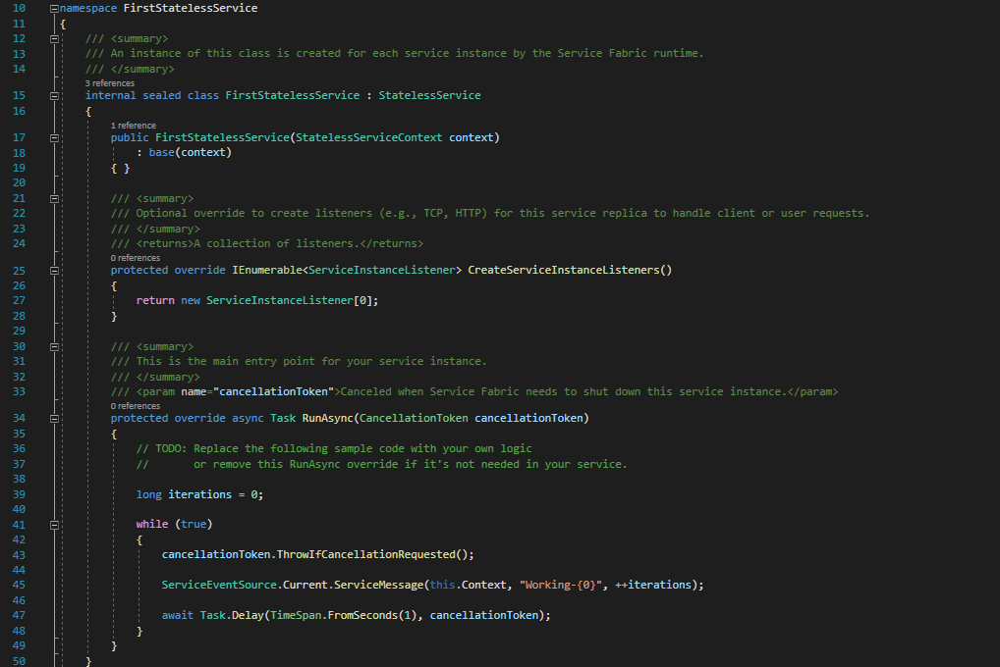 10 namespace FirstStatelessService
11 {
12 /// <summary>
13 /// An instance of this class is created for each service instance by the Service Fabric runtime.
14 /// </summary>
3 references
15 internal sealed class FirstStatelessService : StatelessService
16 {
1 reference
17 public FirstStatelessService(StatelessServiceContext context)
18 : base(context)
19 { }
20
21 /// <summary>
22 /// Optional override to create listeners (e.g., TCP, HTTP) for this service replica to handle client or user requests.
23 /// </summary>
24 /// <returns>A collection of listeners.</returns>
0 references
25 protected override IEnumerable<ServiceInstanceListener> CreateServiceInstanceListeners()
26 {
27 return new ServiceInstanceListener[0];
28 }
29
30 /// <summary>
31 /// This is the main entry point for your service instance.
32 /// </summary>
33 /// <param name="cancellationToken">Canceled when Service Fabric needs to shut down this service instance.</param>
0 references
34 protected override async Task RunAsync(CancellationToken cancellationToken)
35 {
36 // TODO: Replace the following sample code with your own logic
37 //       or remove this RunAsync override if it's not needed in your service.
38
39 long iterations = 0;
40
41 while (true)
42 {
43 cancellationToken.ThrowIfCancellationRequested();
44
45 ServiceEventSource.Current.ServiceMessage(this.Context, "Working-{0}", ++iterations);
46
47 await Task.Delay(TimeSpan.FromSeconds(1), cancellationToken);
48 }
49 }
50 }